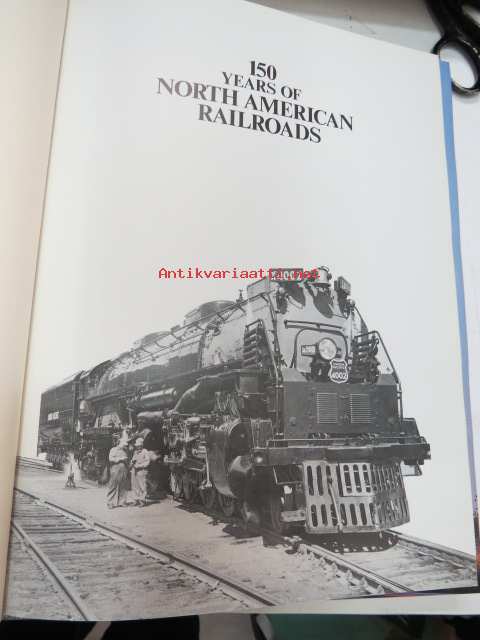 150
YEARS OF
NORTH AMERICAN
RAILROADS
Antikvariaatti.net
4002